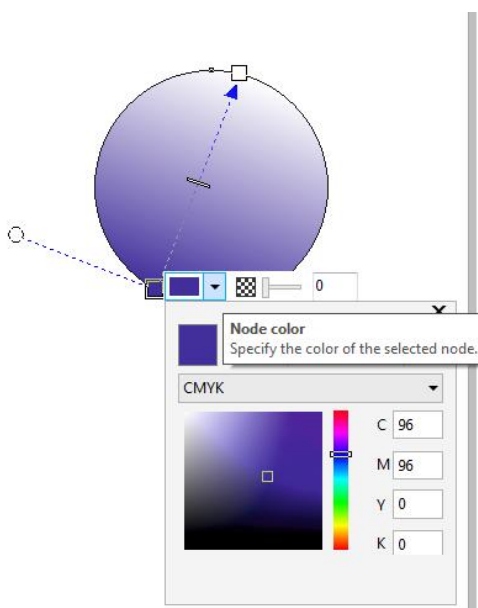 0
Node color
Specify the color of the selected node.
CMYK
C 96
M 96
Y 0
K 0